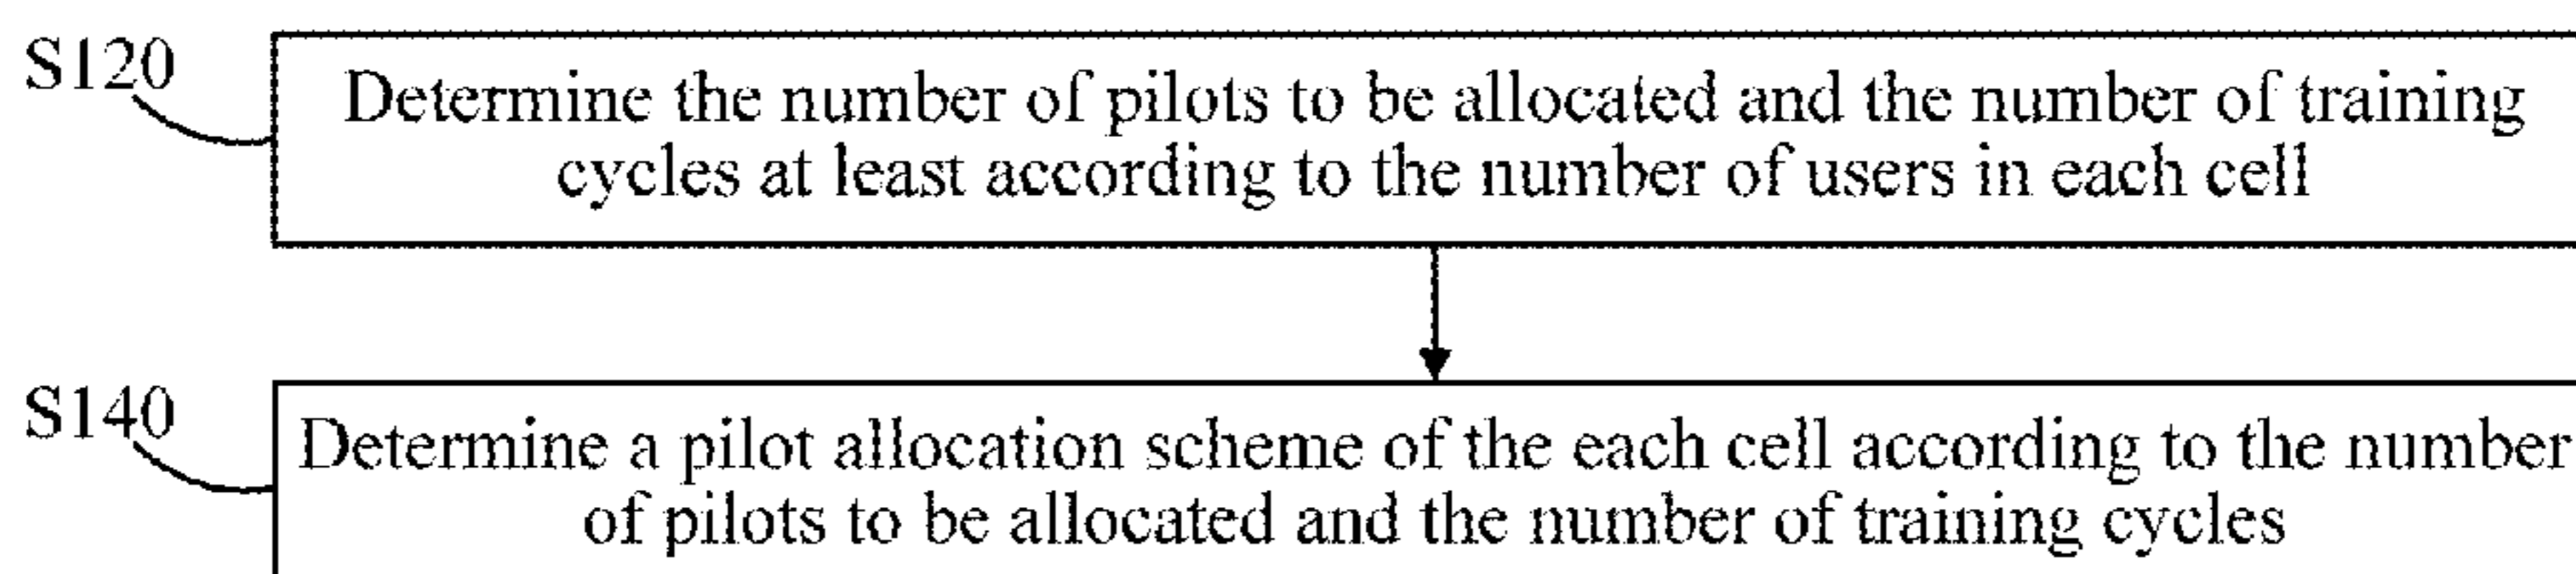 S120
Determine the number of pilots to be allocated and the number of training
cycles at least according to the number of users in each cell
S140
Determine a pilot allocation scheme of the each cell according to the number
of pilots to be allocated and the number of training cycles